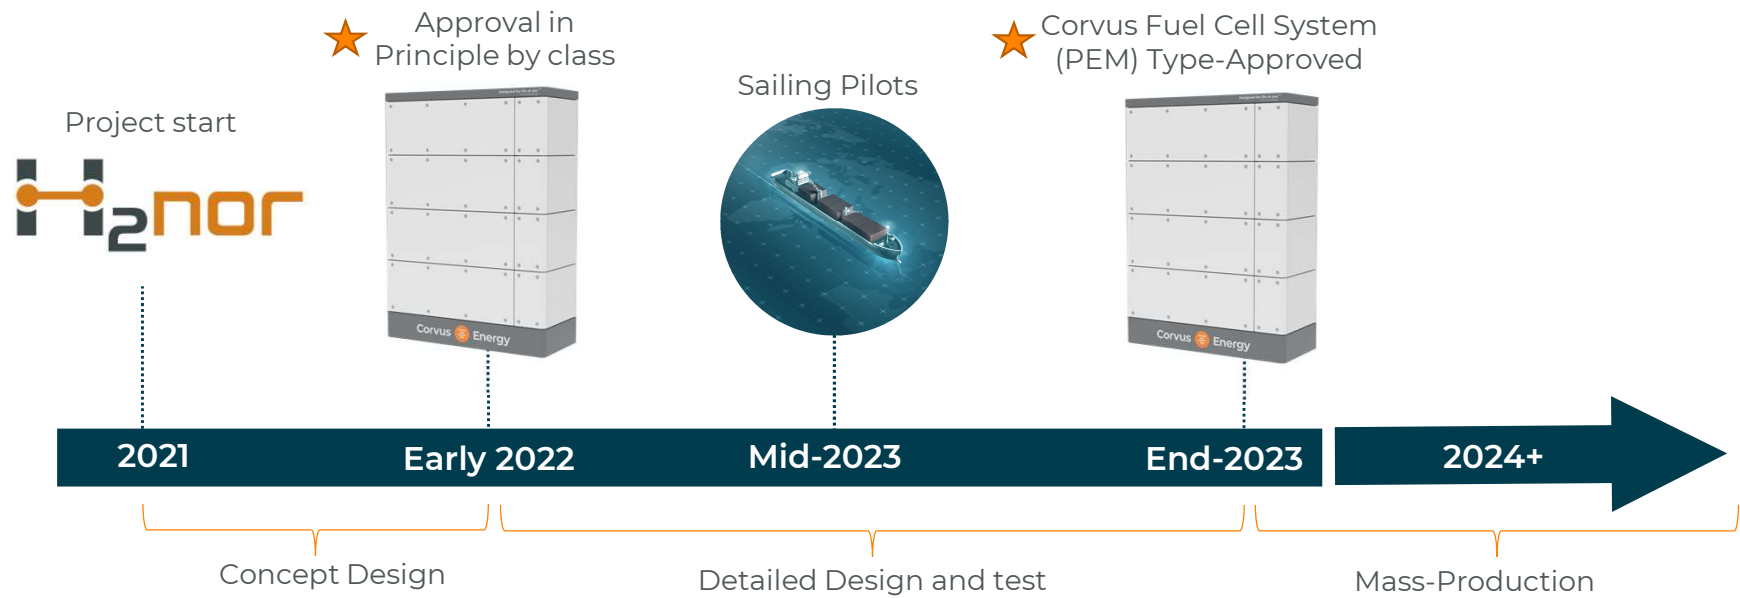 Project start
H2nor
Approval in
Principle by class
Corvus Energy
Sailing Pilots
Corvus Fuel Cell System
(PEM) Type-Approved
Corvus Energy
2021
Early 2022
Mid-2023
End-2023
2024+
Concept Design
Detailed Design and test
Mass-Production